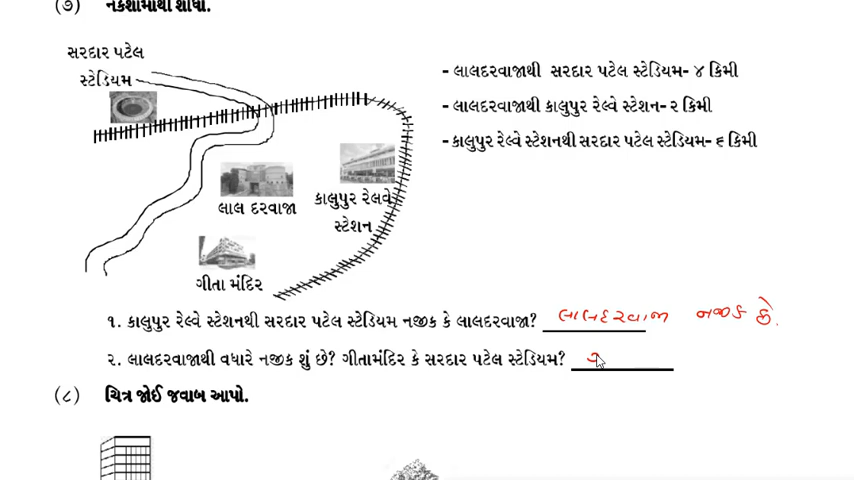 (૭) નકશામાંથી શોધો.
સરદાર પટેલ
સ્ટેડિયમ
- લાલદરવાજાથી સરદાર પટેલ સ્ટેડિયમ- ૪ કિમી
- લાલદરવાજાથી કાલુપુર રેલ્વે સ્ટેશન- ૨ કિમી
- કાલુપુર રેલ્વે સ્ટેશનથી સરદાર પટેલ સ્ટેડિયમ- ૬ કિમી
લાલ દરવાજા
કાલુપુર રેલવે
સ્ટેશન
ગીતા મંદિર
૧. કાલુપુર રેલ્વે સ્ટેશનથી સરદાર પટેલ સ્ટેડિયમ નજીક કે લાલદરવાજા? લાલદરવાજા નજીક છે.
૨. લાલદરવાજાથી વધારે નજીક શું છે? ગીતામંદિર કે સરદાર પટેલ સ્ટેડિયમ?
(૮) ચિત્ર જોઈ જવાબ આપો.